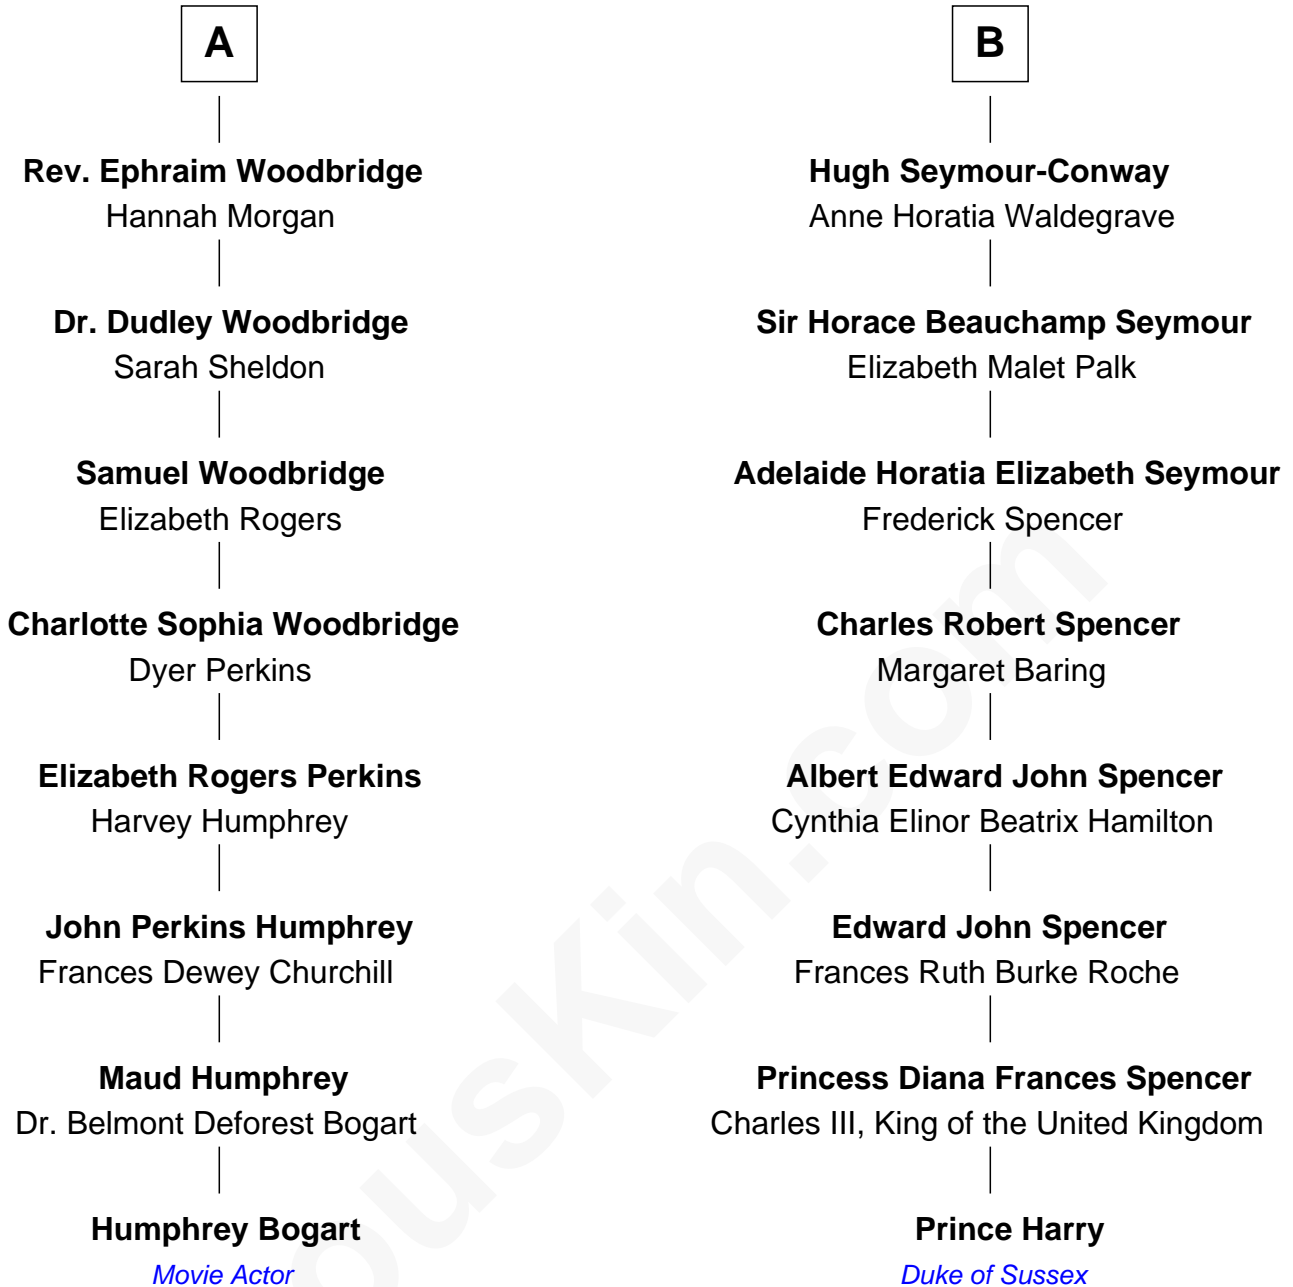 A
Rev. Ephraim Woodbridge
Hannah Morgan
Dr. Dudley Woodbridge
Sarah Sheldon
Samuel Woodbridge
Elizabeth Rogers
Charlotte Sophia Woodbridge
Dyer Perkins
Elizabeth Rogers Perkins
Harvey Humphrey
John Perkins Humphrey
Frances Dewey Churchill
Maud Humphrey
Dr. Belmont Deforest Bogart
Humphrey Bogart
Movie Actor
B
Hugh Seymour-Conway
Anne Horatia Waldegrave
Sir Horace Beauchamp Seymour
Elizabeth Malet Palk
Adelaide Horatia Elizabeth Seymour
Frederick Spencer
Charles Robert Spencer
Margaret Baring
Albert Edward John Spencer
Cynthia Elinor Beatrix Hamilton
Edward John Spencer
Frances Ruth Burke Roche
Princess Diana Frances Spencer
Charles III, King of the United Kingdom
Prince Harry
Duke of Sussex
ousKin.com